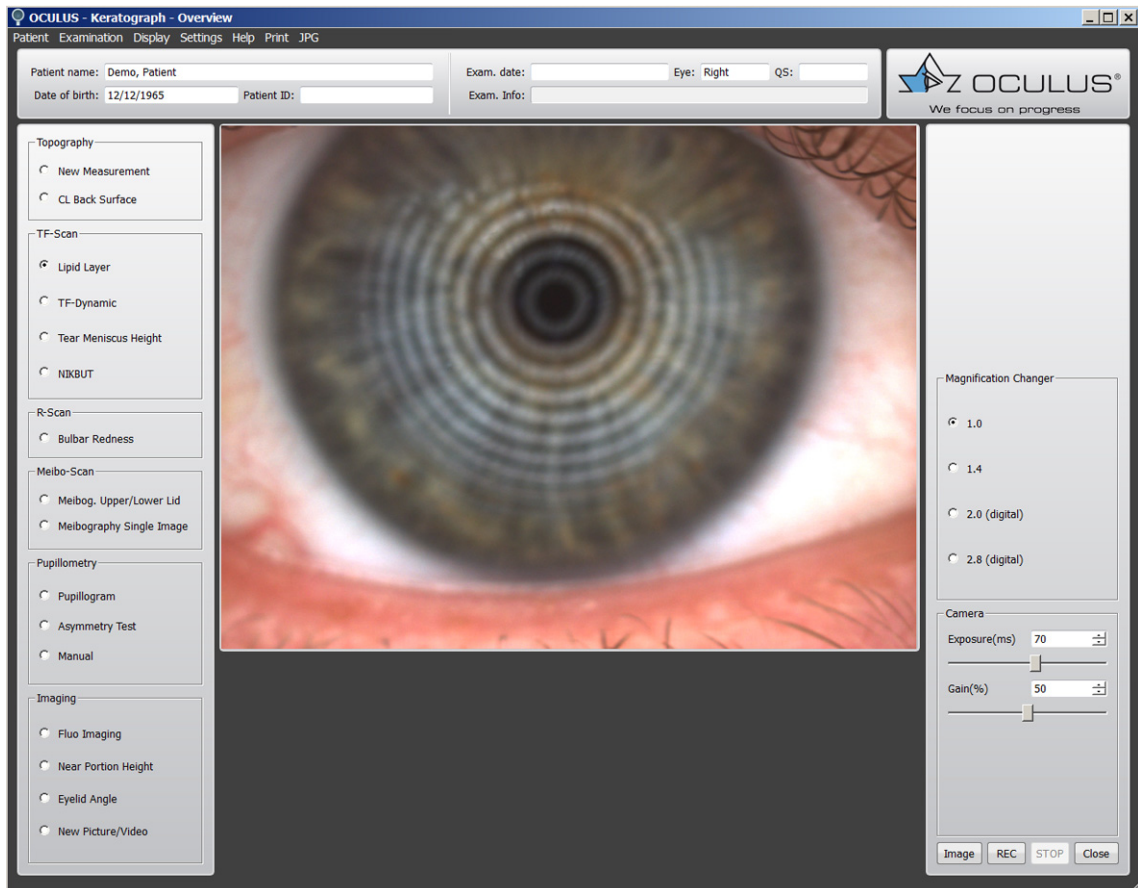 OCULUS - Keratograph - Overview
Patient Examination Display Settings Help Print JPG
Patient name: Demo, Patient
Date of birth: 12/12/1965 Patient ID:
Exam. date: Eye: Right QS:
Exam. Info:
OCULUS®
We focus on progress
Topography
New Measurement
CL Back Surface
TF-Scan
Lipid Layer
TF-Dynamic
Tear Meniscus Height
NIKBUT
R-Scan
Bulbar Redness
Meibo-Scan
Meibog. Upper/Lower Lid
Meibography Single Image
Pupillometry
Pupillogram
Asymmetry Test
Manual
Imaging
Fluo Imaging
Near Portion Height
Eyelid Angle
New Picture/Video
Magnification Changer
1.0
1.4
2.0 (digital)
2.8 (digital)
Camera
Exposure(ms) 70
Gain(%) 50
Image REC STOP Close